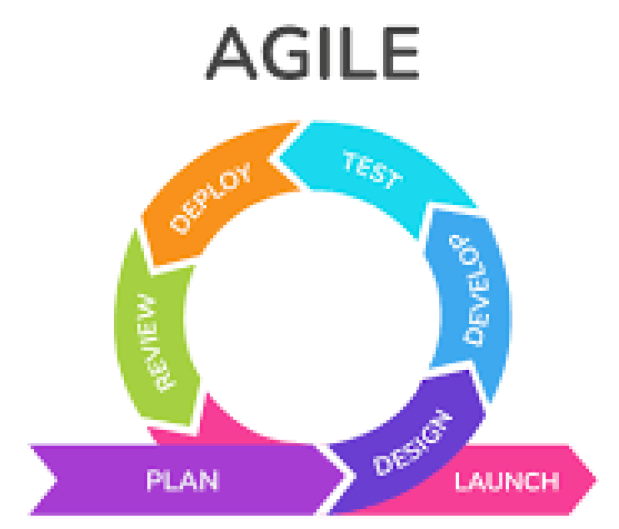 AGILE
TEST
DEPLOY
DEVELOP
REVIEW
DESIGN
PLAN
LAUNCH